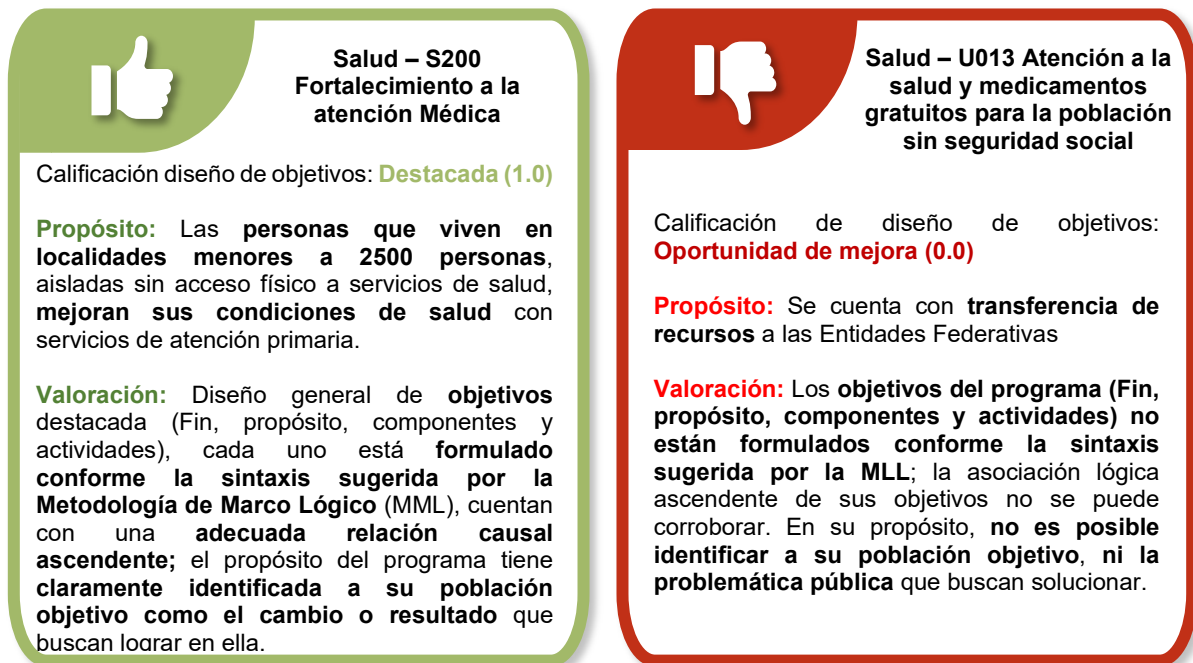 Salud – S200
Fortalecimiento a la
atención Médica
Calificación diseño de objetivos: Destacada (1.0)
Propósito: Las personas que viven en
localidades menores a 2500 personas,
aisladas sin acceso físico a servicios de salud,
mejoran sus condiciones de salud con
servicios de atención primaria.
Valoración: Diseño general de objetivos
destacada (Fin, propósito, componentes y
actividades), cada uno está formulado
conforme la sintaxis sugerida por la
Metodología de Marco Lógico (MML), cuentan
con una adecuada relación causal
ascendente; el propósito del programa tiene
claramente identificada a su población
objetivo como el cambio o resultado que
buscan lograr en ella.
Salud – U013 Atención a la
salud y medicamentos
gratuitos para la población
sin seguridad social
Calificación de diseño de objetivos:
Oportunidad de mejora (0.0)
Propósito: Se cuenta con transferencia de
recursos a las Entidades Federativas
Valoración: Los objetivos del programa (Fin,
propósito, componentes y actividades) no
están formulados conforme la sintaxis
sugerida por la MLL; la asociación lógica
ascendente de sus objetivos no se puede
corroborar. En su propósito, no es posible
identificar a su población objetivo, ni la
problemática pública que buscan solucionar.